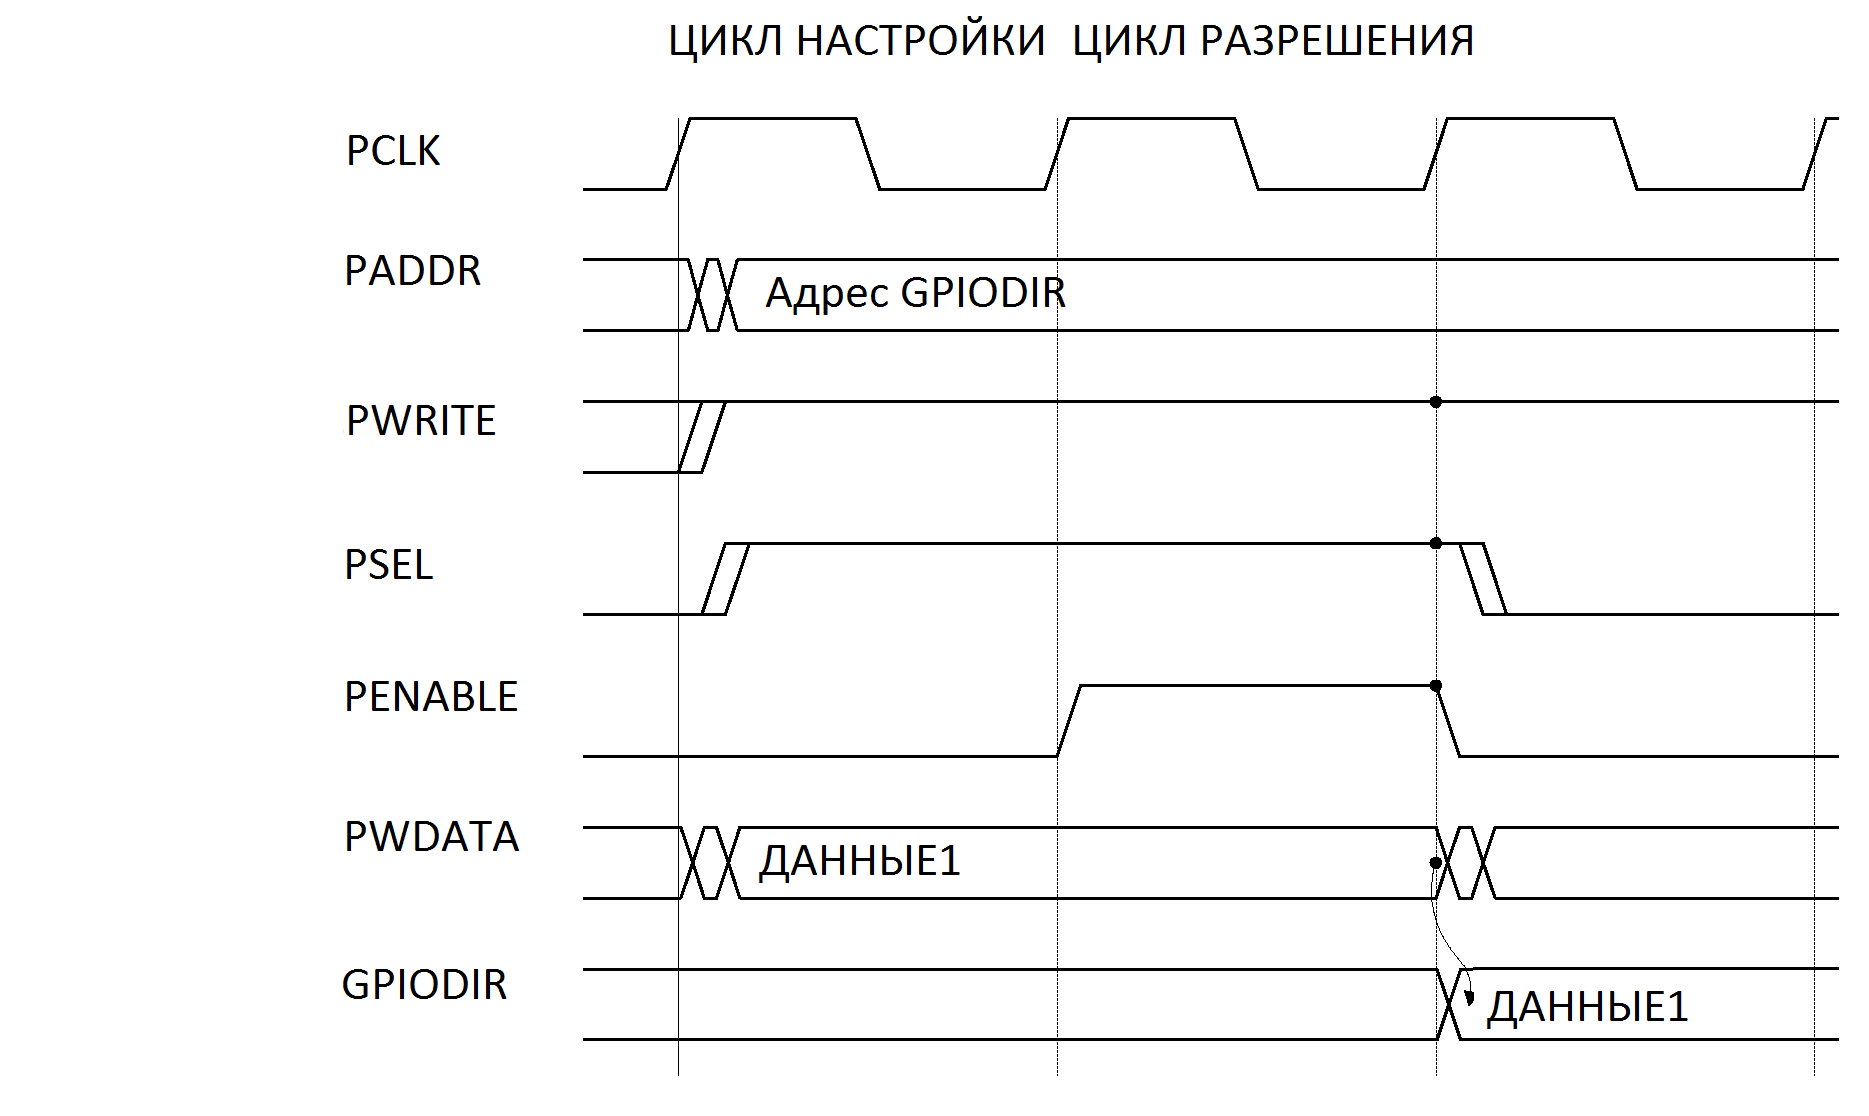 ЦИКЛ НАСТРОЙКИ ЦИКЛ РАЗРЕШЕНИЯ
PCLK
PADDR
Адрес GPIODIR
PWRITE
PSEL
PENABLE
PWDATA
ДАННЫЕ1
GPIODIR
ДАННЫЕ1